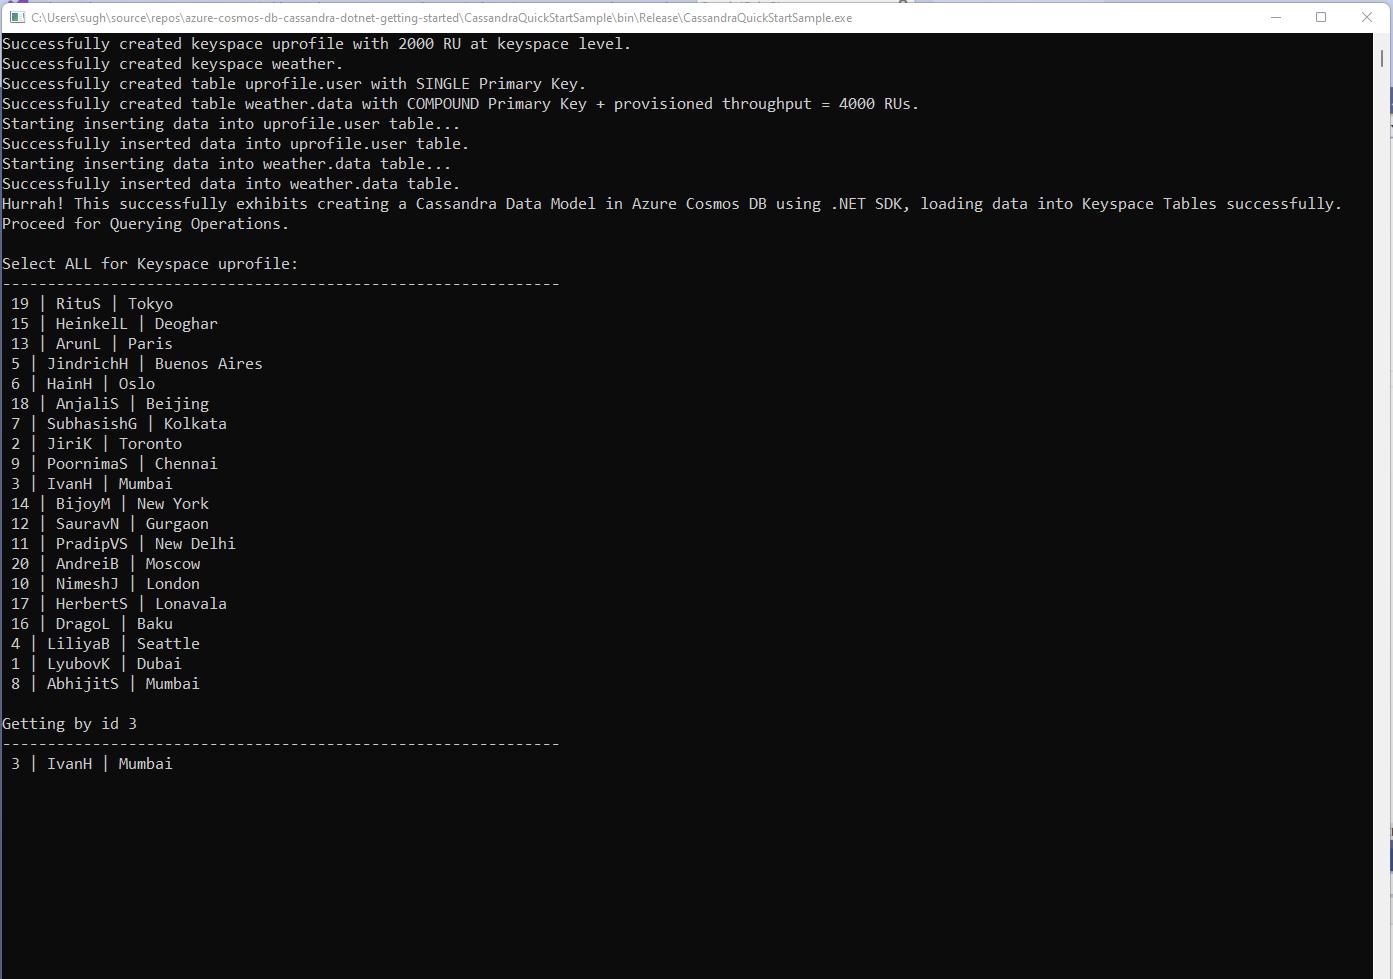 C:\Users\sugh\source\repos\azure-cosmos-db-cassandra-dotnet-getting-started\CassandraQuickStartSample\bin\Release\CassandraQuickStartSample.exe
Successfully created keyspace uprofile with 2000 RU at keyspace level.
Successfully created keyspace weather.
Successfully created table uprofile.user with SINGLE Primary Key.
Successfully created table weather.data with COMPOUND Primary Key + provisioned throughput = 4000 RUs.
Starting inserting data into uprofile.user table...
Successfully inserted data into uprofile.user table.
Starting inserting data into weather.data table...
Successfully inserted data into weather.data table.
Hurrah! This successfully exhibits creating a Cassandra Data Model in Azure Cosmos DB using .NET SDK, loading data into Keyspace Tables successfully.
Proceed for Querying Operations.
Select ALL for Keyspace uprofile:
--------------------------------------------------------------
19 | RituS | Tokyo
15 | HeinkelL | Deoghar
13 | ArunL | Paris
5 | JindrichH | Buenos Aires
6 | HainH | Oslo
18 | AnjaliS | Beijing
7 | SubhasishG | Kolkata
2 | JiriK | Toronto
9 | PoornimaS | Chennai
3 | IvanH | Mumbai
14 | BijoyM | New York
12 | SauravN | Gurgaon
11 | PradipVS | New Delhi
20 | AndreiB | Moscow
10 | NimeshJ | London
17 | HerbertS | Lonavala
16 | DragoL | Baku
4 | LiliyaB | Seattle
1 | LyubovK | Dubai
8 | AbhijitS | Mumbai
Getting by id 3
--------------------------------------------------------------
3 | IvanH | Mumbai